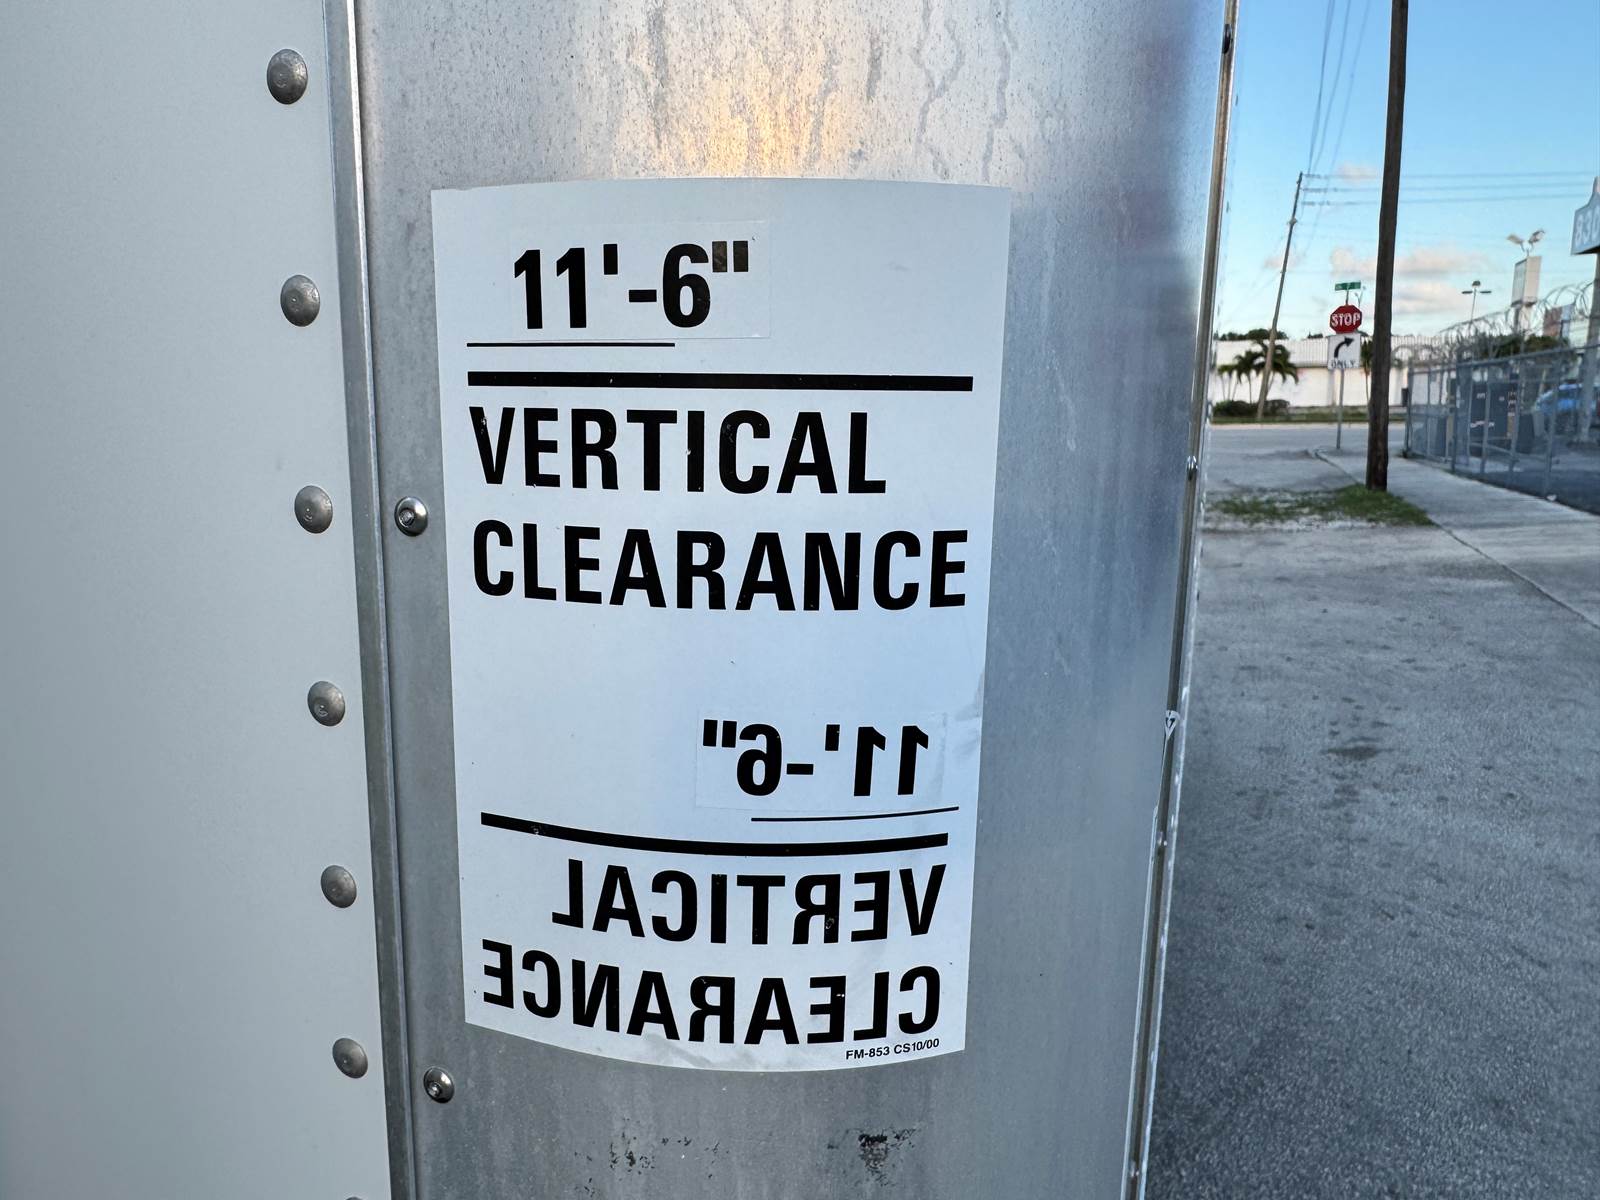 11'-6"
VERTICAL
CLEARANCE
11'-6"
VERTICAL
CLEARANCE
FM-853 CS10/00
STOP
ONLY